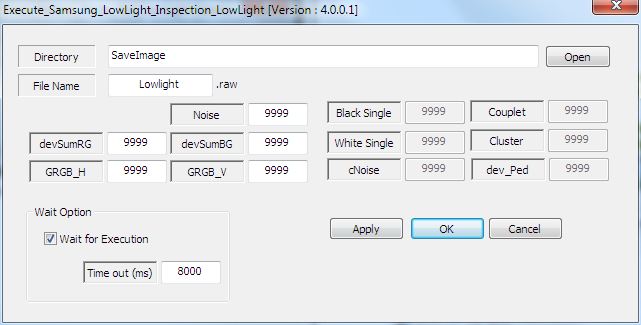 Execute_Samsung_LowLight_Inspection_LowLight [Version : 4.0.0.1]
Directory SaveImage Open
File Name Lowlight .raw
Noise 9999 Black Single 9999 Couplet 9999
devSumRG 9999 devSumBG 9999 White Single 9999 Cluster 9999
GRGB_H 9999 GRGB_V 9999 cNoise 9999 dev_Ped 9999
Wait Option
Wait for Execution
Time out (ms) 8000
Apply OK Cancel